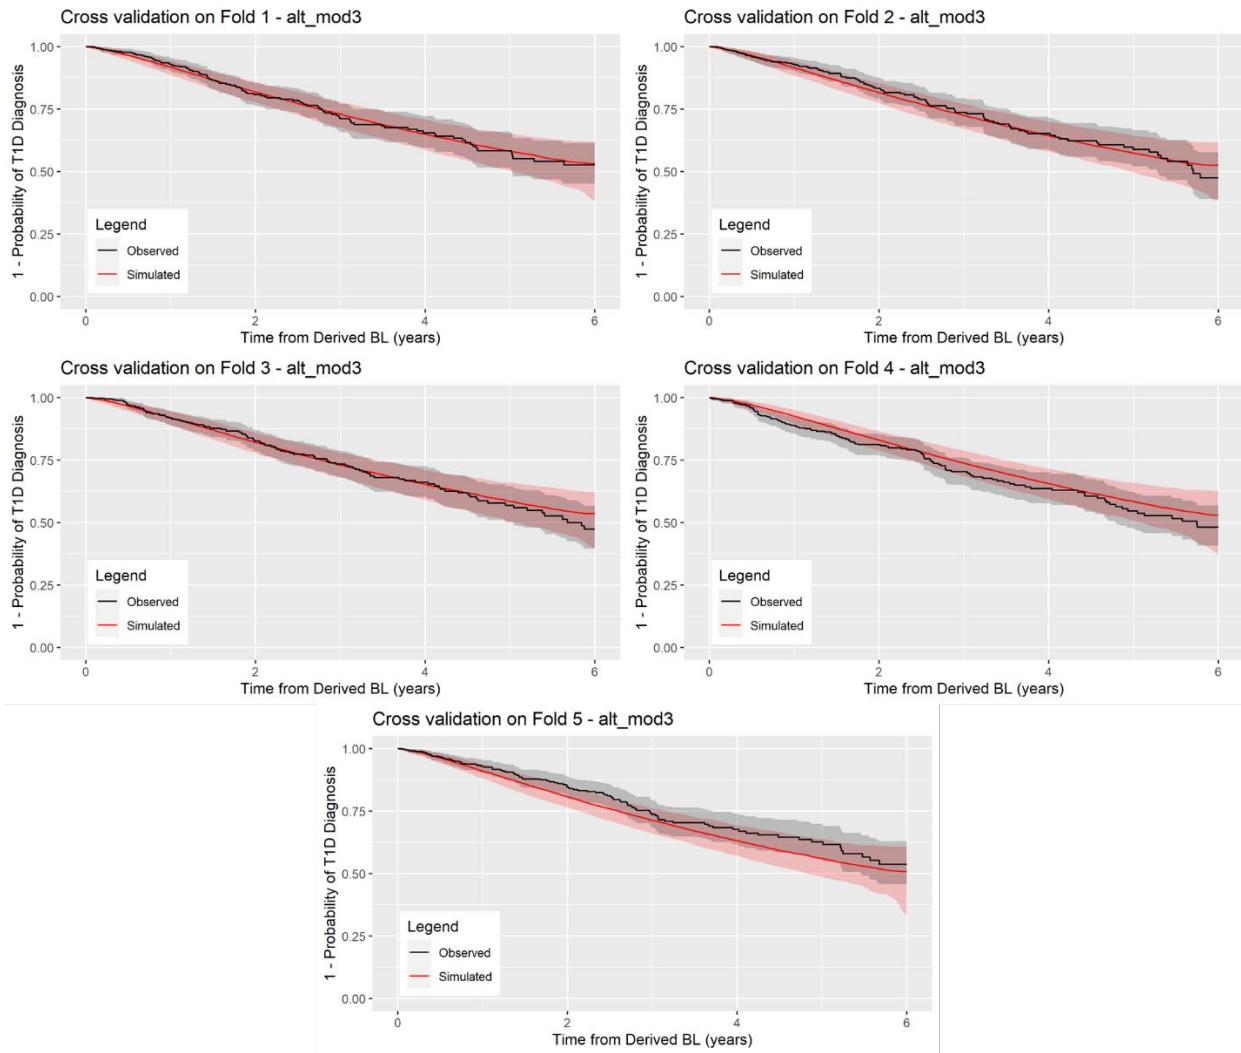 Cross validation on Fold 1 - alt_mod3
1 - Probability of T1D Diagnosis
1.00
0.75
0.50
0.25
0.00
Legend
Observed
Simulated
0 2 4 6
Time from Derived BL (years)
Cross validation on Fold 2 - alt_mod3
1 - Probability of T1D Diagnosis
1.00
0.75
0.50
0.25
0.00
Legend
Observed
Simulated
0 2 4 6
Time from Derived BL (years)
Cross validation on Fold 3 - alt_mod3
1 - Probability of T1D Diagnosis
1.00
0.75
0.50
0.25
0.00
Legend
Observed
Simulated
0 2 4 6
Time from Derived BL (years)
Cross validation on Fold 4 - alt_mod3
1 - Probability of T1D Diagnosis
1.00
0.75
0.50
0.25
0.00
Legend
Observed
Simulated
0 2 4 6
Time from Derived BL (years)
Cross validation on Fold 5 - alt_mod3
1 - Probability of T1D Diagnosis
1.00
0.75
0.50
0.25
0.00
Legend
Observed
Simulated
0 2 4 6
Time from Derived BL (years)